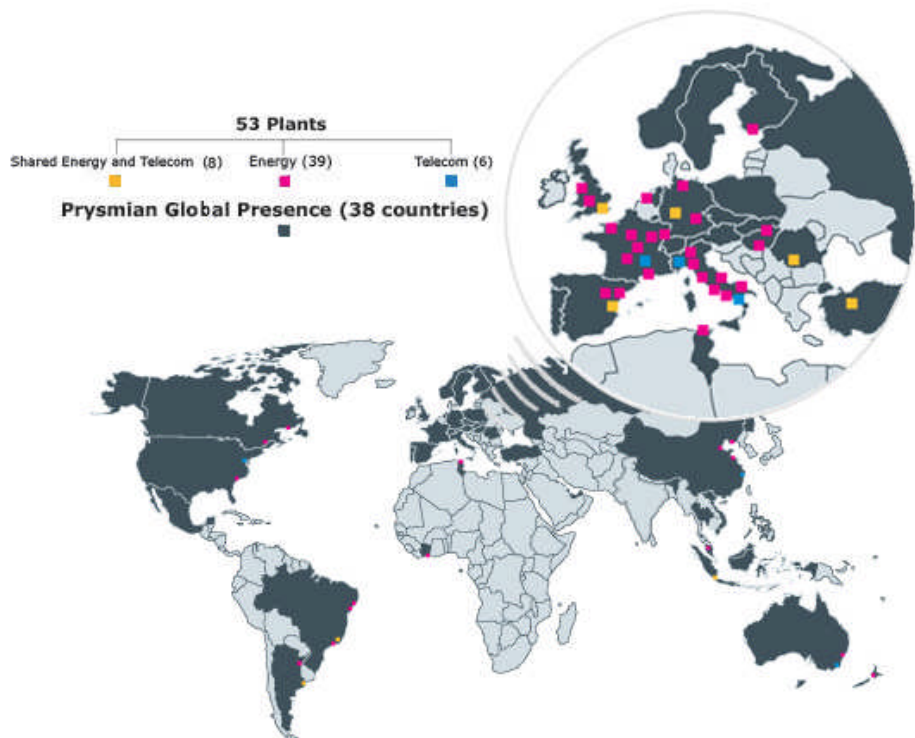 53 Plants
Shared Energy and Telecom (8) Energy (39) Telecom (6)
Prysmian Global Presence (38 countries)